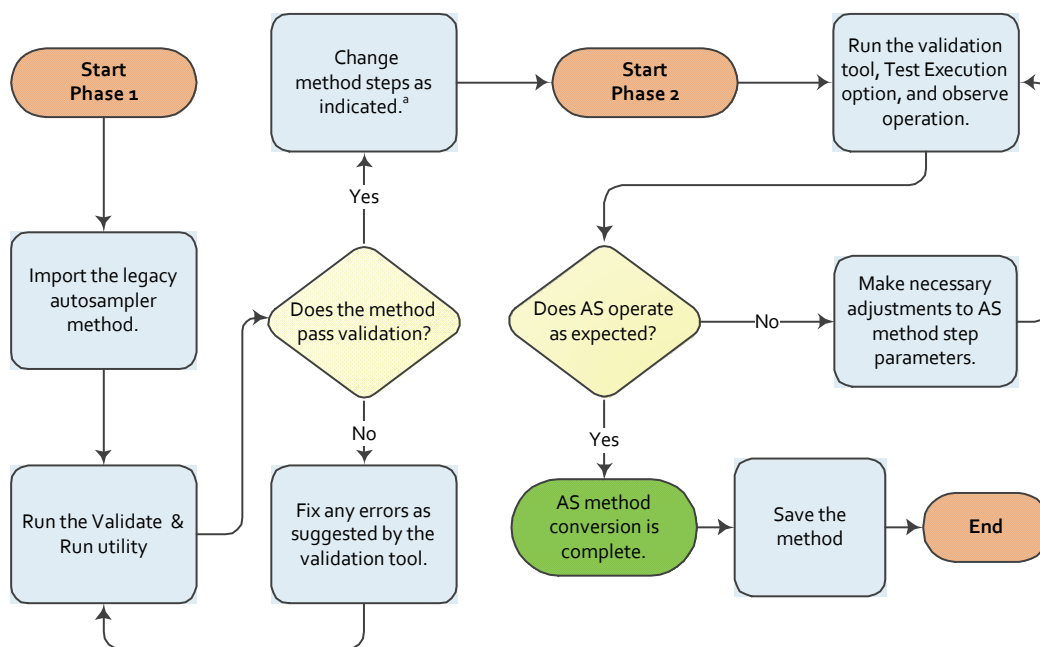 Start
Phase 1
Import the legacy
autosampler
method.
Run the Validate &
Run utility
Does the method
pass validation?
Yes
Change
method steps as
indicated.ᵃ
No
Fix any errors as
suggested by the
validation tool.
Start
Phase 2
Run the validation
tool, Test Execution
option, and observe
operation.
Does AS operate
as expected?
No
Make necessary
adjustments to AS
method step
parameters.
Yes
AS method
conversion is
complete.
Save the
method
End